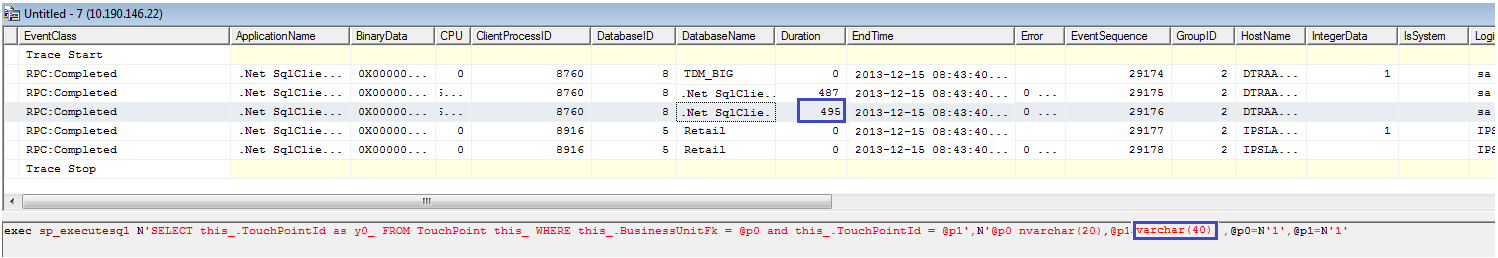 Untitled - 7 (10.190.146.22)
EventClass ApplicationName BinaryData CPU ClientProcessID DatabaseID DatabaseName Duration EndTime Error EventSequence GroupID HostName IntegerData IsSystem Logi
Trace Start
RPC:Completed .Net SqlClie... 0X00000... 0 8760 8 TDM_BIG 0 2013-12-15 08:43:40... 29174 2 DTRAA... 1 sa
RPC:Completed .Net SqlClie... 0X00000... 5... 8760 8 .Net SqlClie.. 487 2013-12-15 08:43:40... 0 ... 29175 2 DTRAA... sa
RPC:Completed .Net SqlClie... 0X00000... 5... 8760 8 .Net SqlClie. 495 2013-12-15 08:43:40... 0 ... 29176 2 DTRAA... sa
RPC:Completed .Net SqlClie... 0X00000... 0 8916 5 Retail 0 2013-12-15 08:43:40... 29177 2 IPSLA... 1 IPS
RPC:Completed .Net SqlClie... 0X00000... 0 8916 5 Retail 0 2013-12-15 08:43:40... 0 ... 29178 2 IPSLA... IPS
Trace Stop
exec sp_executesql N'SELECT this_.TouchPointId as y0_ FROM TouchPoint this_ WHERE this_.BusinessUnitFk = @p0 and this_.TouchPointId = @p1',N'@p0 nvarchar(20),@p1=varchar(40), ,@p0=N'1',@p1=N'1'